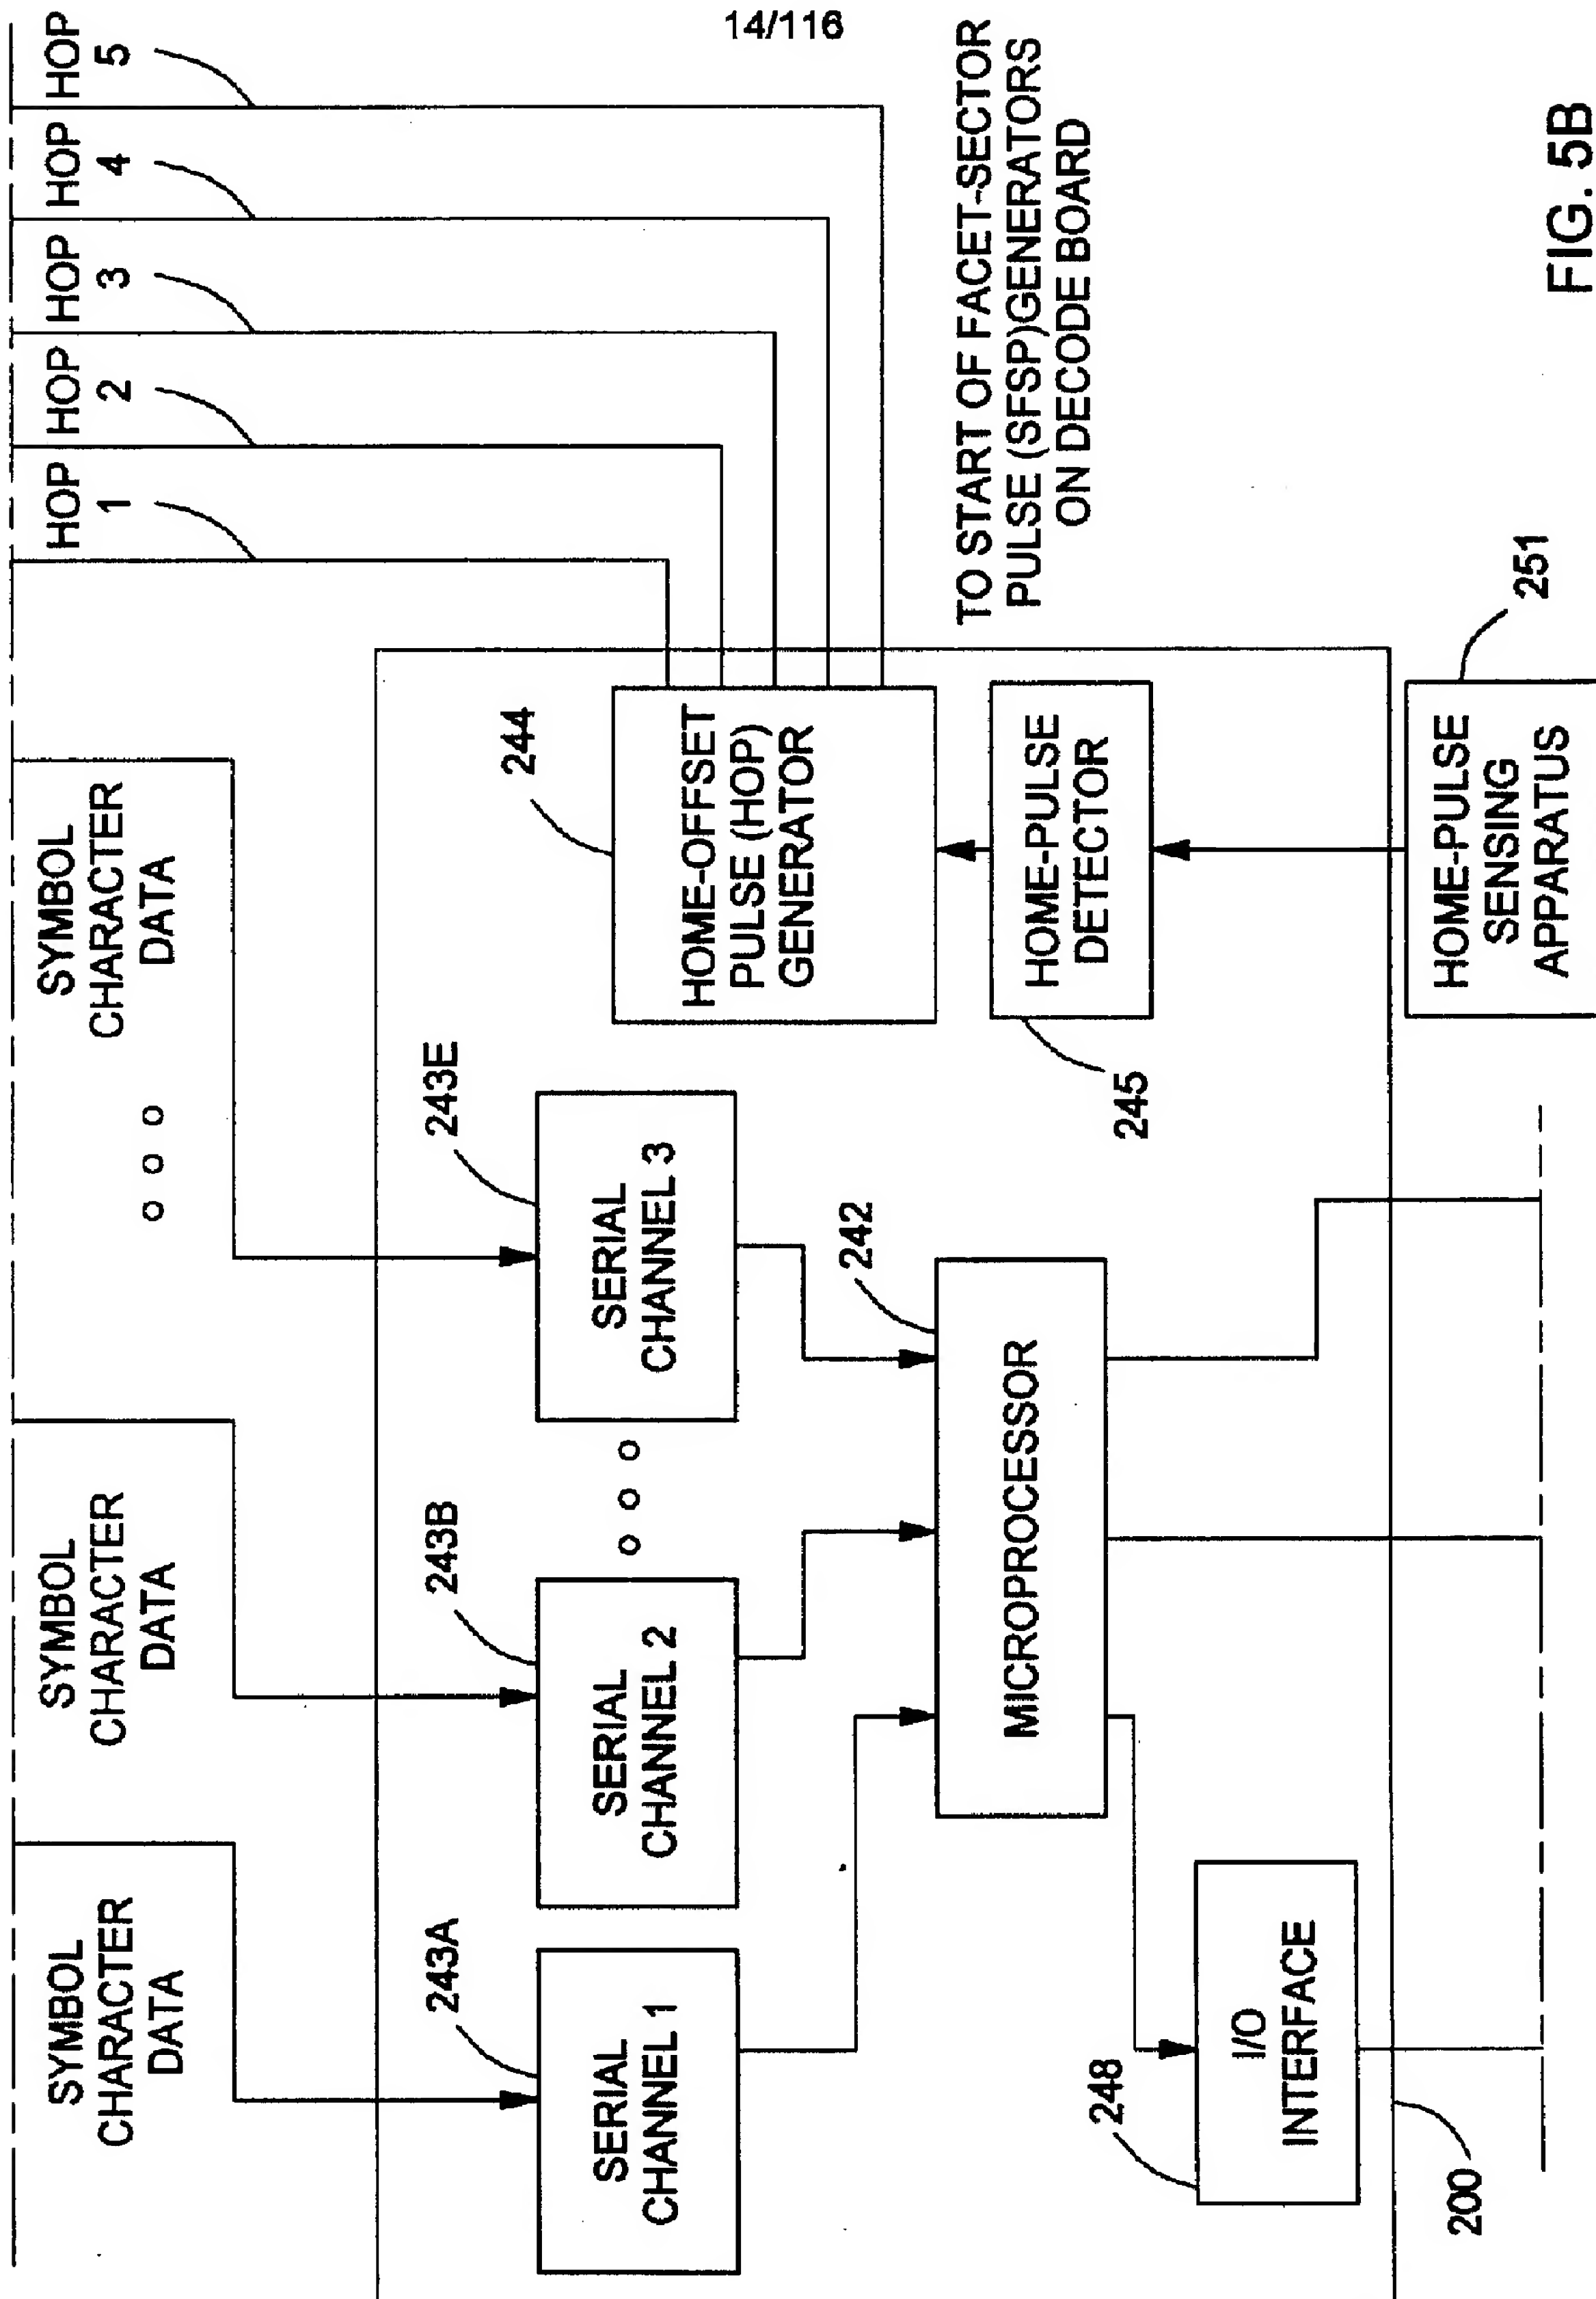 14/116
SYMBOL
CHARACTER
DATA
SYMBOL
CHARACTER
DATA
SYMBOL
CHARACTER
DATA
HOP
1
HOP
2
HOP
3
HOP
4
HOP
5
243A
SERIAL
CHANNEL 1
243B
SERIAL
CHANNEL 2
243E
SERIAL
CHANNEL 3
244
HOME-OFFSET
PULSE (HOP)
GENERATOR
TO START OF FACET-SECTOR
PULSE (SFSP)GENERATORS
ON DECODE BOARD
242
MICROPROCESSOR
HOME-PULSE
DETECTOR
245
248
I/O
INTERFACE
200
HOME-PULSE
SENSING
APPARATUS
251
FIG. 5B